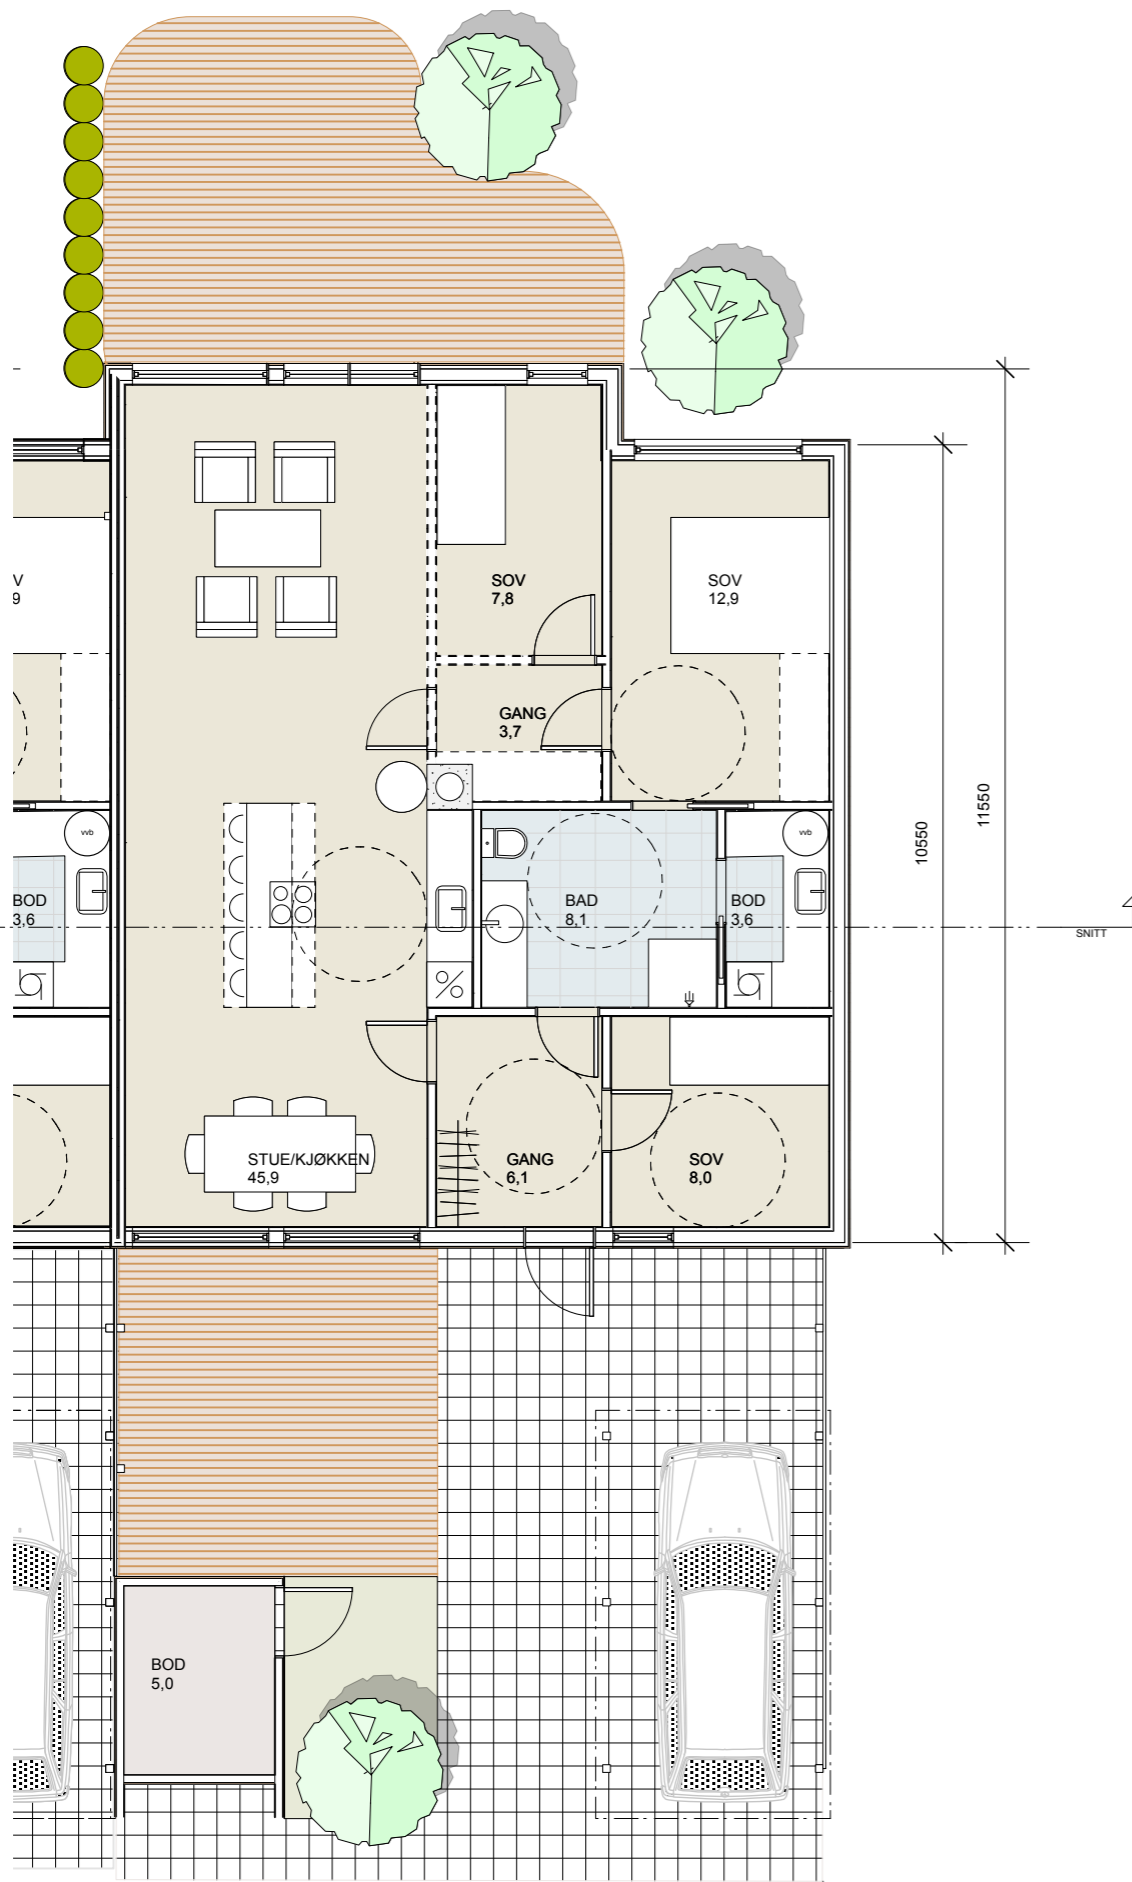 SOV
7,8
SOV
12,9
V
9
GANG
3,7
11550
10550
vvb
vvb
BOD
3,6
BAD
8,1
BOD
3,6
SNITT
STUE/KJØKKEN
45,9
GANG
6,1
SOV
8,0
BOD
5,0